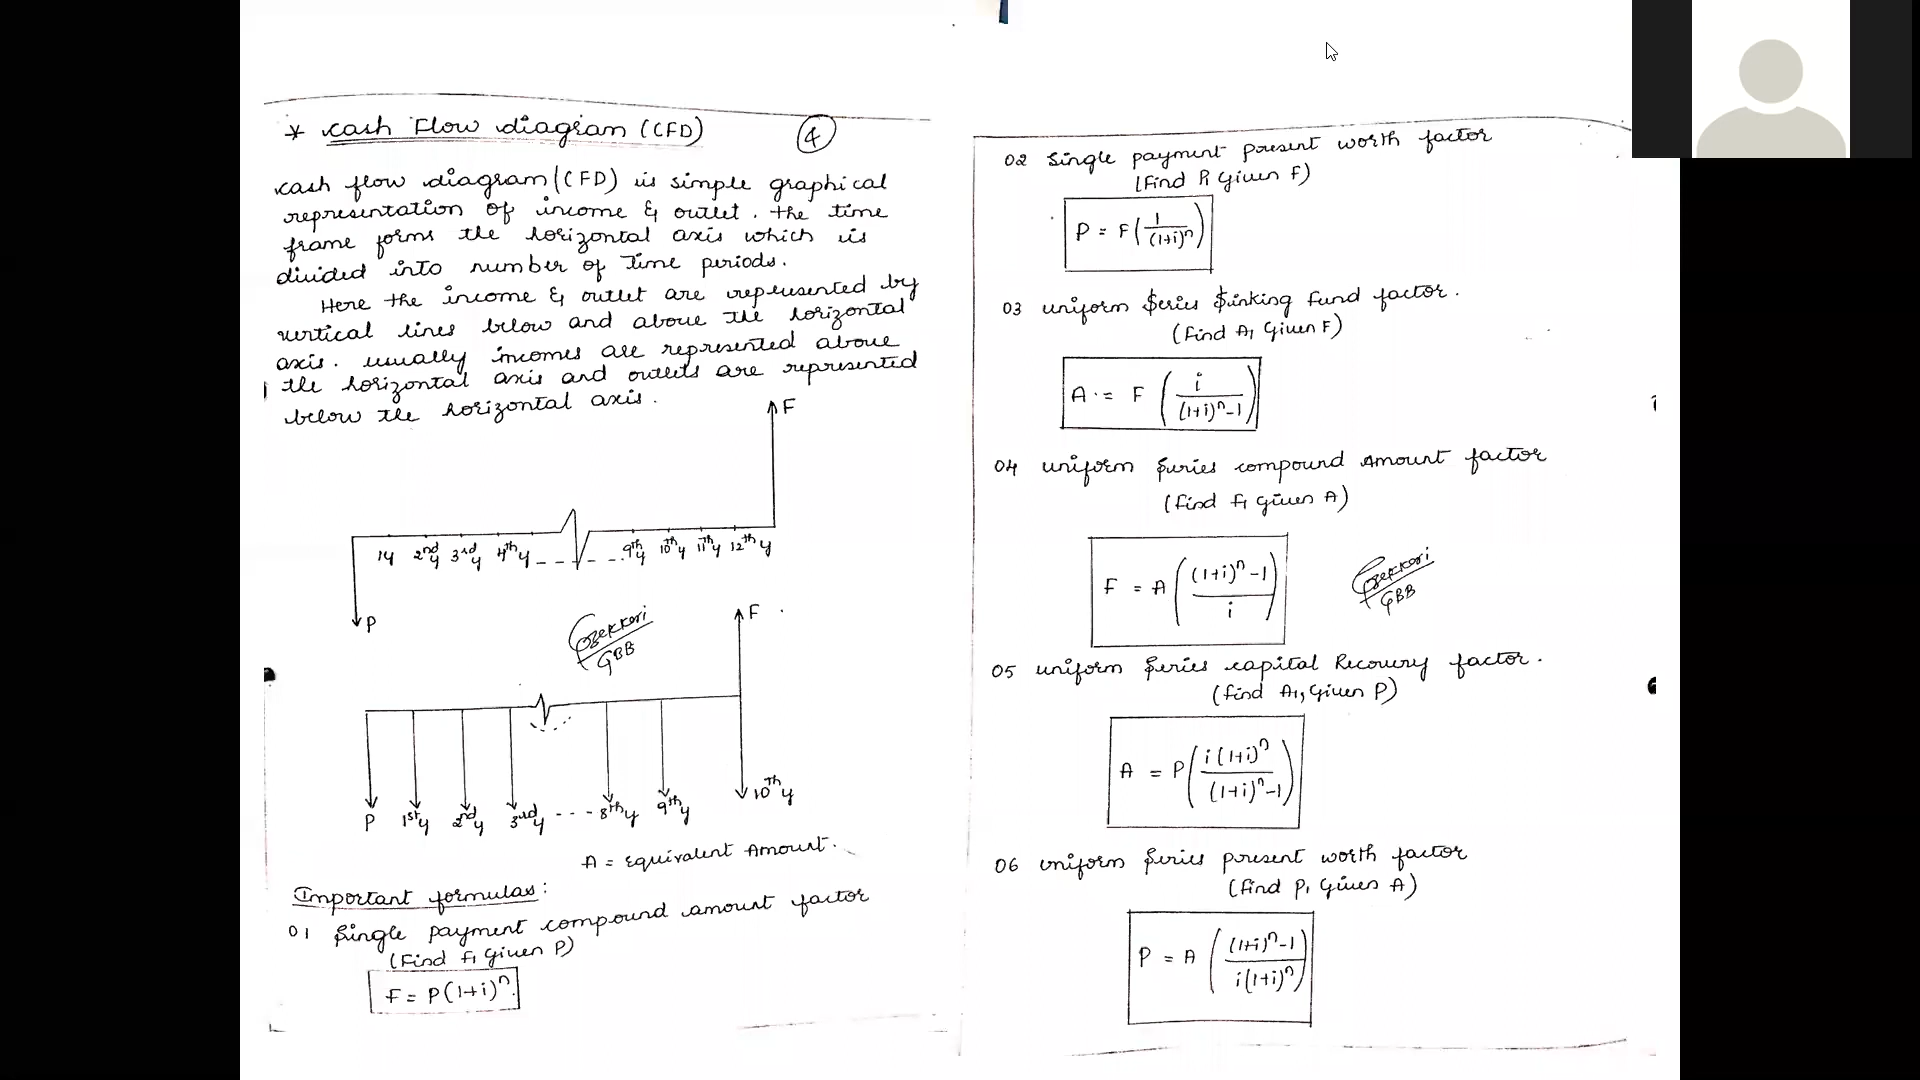 * Cash Flow diagram (CFD)
4
Cash flow diagram (CFD) is simple graphical
representation of income & outlet. the time
frame forms the horizontal axis which is
divided into number of Time periods.
Here the income & outlet are represented by
vertical lines below and above the horizontal
axis. usually incomes are represented above
the horizontal axis and outlets are represented
below the horizontal axis.
F
1y 2nd y 3rd y 4th y - - - - - - 9th y 10th y 11th y 12th y
P
F
GBB
P 1st y 2nd y 3rd y - - - 8th y 9th y 10th y
A = Equivalent Amount.
Important formulas:
01 Single payment compound amount factor
(Find F, Given P)
F = P(1+i)^n.
02 Single payment present worth factor
(Find P, Given F)
P = F(1/(1+i)^n)
03 uniform Series Sinking Fund factor.
(Find A, Given F)
A = F (i/((1+i)^n-1))
04 uniform Series compound Amount factor
(find F, given A)
F = A(((1+i)^n-1)/i)
GBB
05 uniform Series capital Recovery factor.
(find A, Given P)
A = P(i(1+i)^n/((1+i)^n-1))
06 uniform Series present worth factor
(find P, Given A)
P = A (((1+i)^n-1)/(i(1+i)^n))